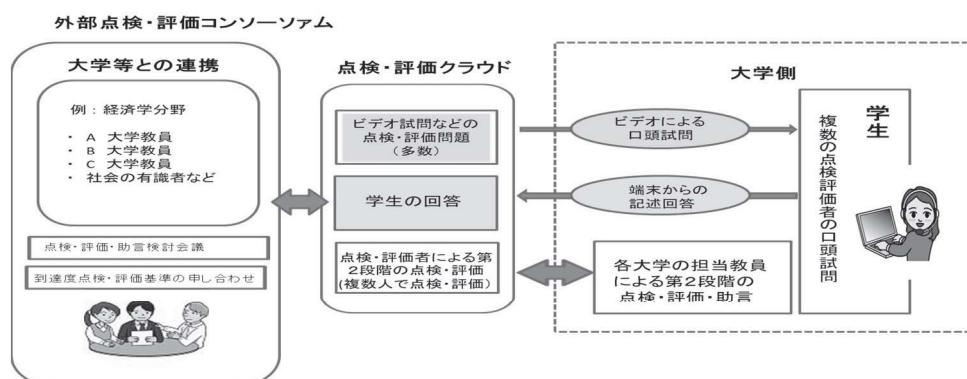 外部点検・評価コンソーソァム
大学等との連携
例：経済学分野
・ A 大学教員
・ B 大学教員
・ C 大学教員
・ 社会の有識者など
点検・評価・助言検討会議
到達度点検・評価基準の申し合わせ
点検・評価クラウド
ビデオ試問などの
点検・評価問題
（多数）
学生の回答
点検・評価者による第
2段階の点検・評価
(複数人で点検・評価）
大学側
ビデオによる
口頭試問
端末からの
記述回答
各大学の担当教員
による第2段階の
点検・評価・助言
学生
複数の点検評価者の口頭試問